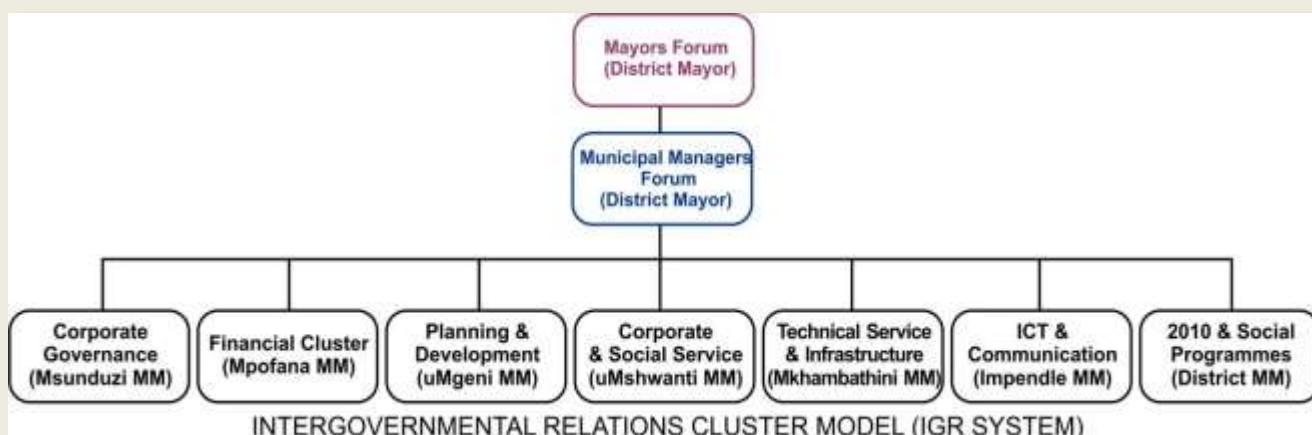 Mayors Forum
(District Mayor)
Municipal Managers
Forum
(District Mayor)
Corporate
Governance
(Msunduzi MM)
Financial Cluster
(Mpofana MM)
Planning &
Development
(uMgeni MM)
Corporate
& Social Service
(uMshwanti MM)
Technical Service
& Infrastructure
(Mkhambathini MM)
ICT &
Communication
(Impendle MM)
2010 & Social
Programmes
(District MM)
INTERGOVERNMENTAL RELATIONS CLUSTER MODEL (IGR SYSTEM)